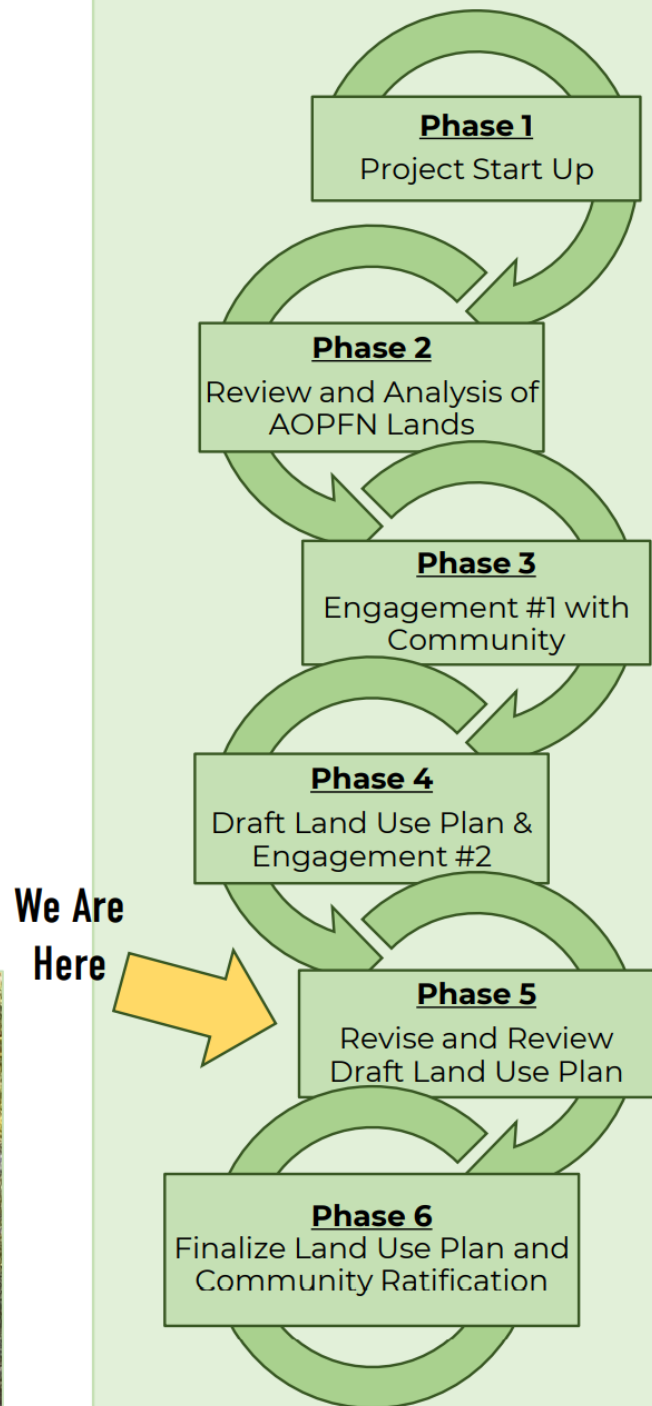 Phase 1
Project Start Up
Phase 2
Review and Analysis of
AOPFN Lands
Phase 3
Engagement #1 with
Community
Phase 4
Draft Land Use Plan &
Engagement #2
We Are
Here
Phase 5
Revise and Review
Draft Land Use Plan
Phase 6
Finalize Land Use Plan and
Community Ratification